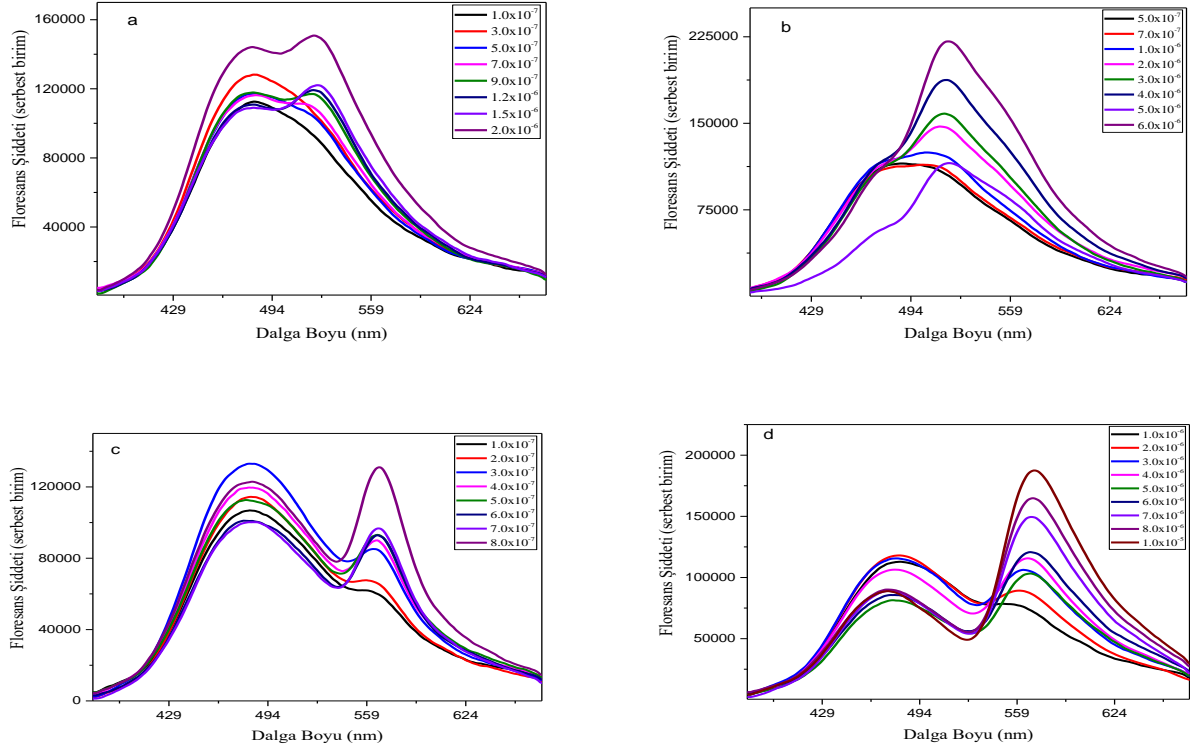 a
Floresans Şiddeti (serbest birim)
160000
120000
80000
40000
429
494
559
624
Dalga Boyu (nm)
1.0x10⁻⁷
3.0x10⁻⁷
5.0x10⁻⁷
7.0x10⁻⁷
9.0x10⁻⁷
1.2x10⁻⁶
1.5x10⁻⁶
2.0x10⁻⁶
b
Floresans Şiddeti (serbest birim)
225000
150000
75000
429
494
559
624
Dalga Boyu (nm)
5.0x10⁻⁷
7.0x10⁻⁷
1.0x10⁻⁶
2.0x10⁻⁶
3.0x10⁻⁶
4.0x10⁻⁶
5.0x10⁻⁶
6.0x10⁻⁶
c
Floresans Şiddeti (serbest birim)
120000
80000
40000
0
429
494
559
624
Dalga Boyu (nm)
1.0x10⁻⁷
2.0x10⁻⁷
3.0x10⁻⁷
4.0x10⁻⁷
5.0x10⁻⁷
6.0x10⁻⁷
7.0x10⁻⁷
8.0x10⁻⁷
d
Floresans Şiddeti (serbest birim)
200000
150000
100000
50000
429
494
559
624
Dalga Boyu (nm)
1.0x10⁻⁶
2.0x10⁻⁶
3.0x10⁻⁶
4.0x10⁻⁶
5.0x10⁻⁶
6.0x10⁻⁶
7.0x10⁻⁶
8.0x10⁻⁶
1.0x10⁻⁵